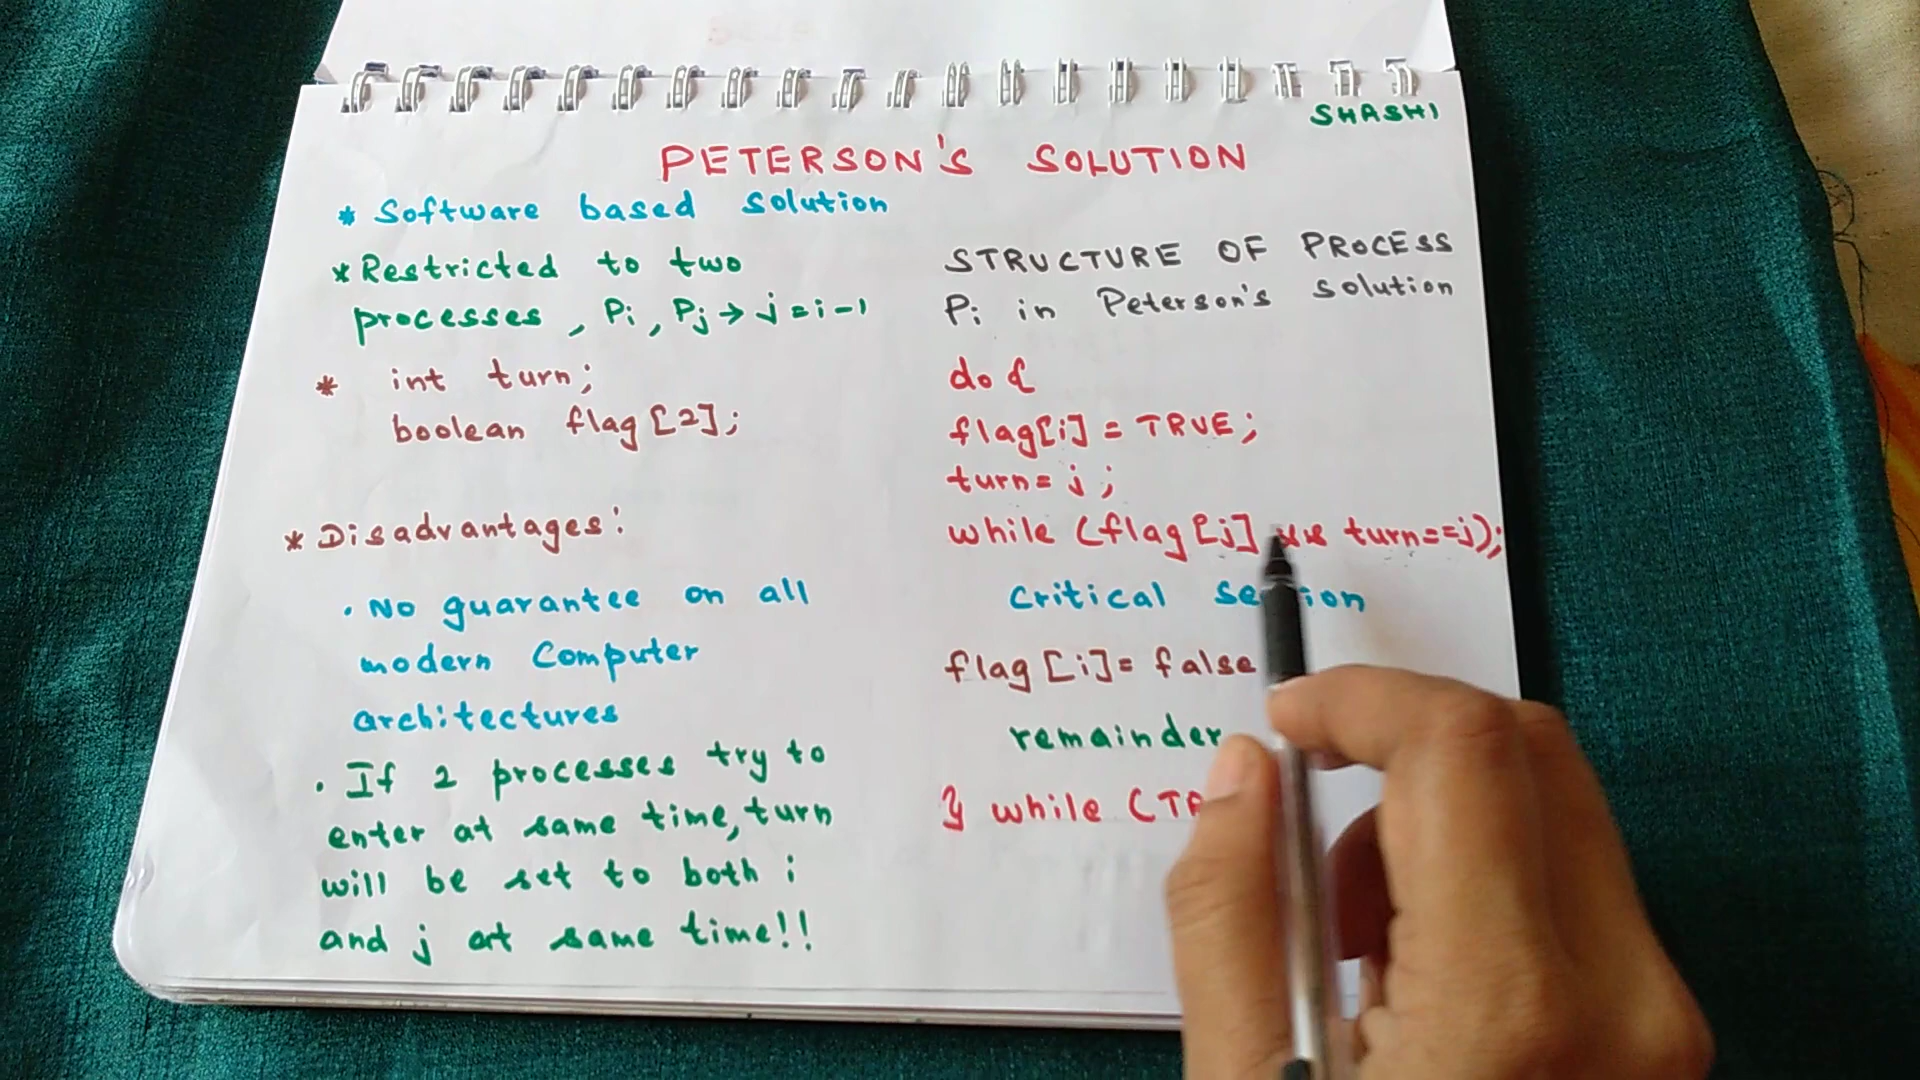 SHASHI
PETERSON'S SOLUTION
* Software based solution
* Restricted to two
processes, Pi, Pj → j = i - 1
* int turn;
boolean flag [2];
* Disadvantages:
. No guarantee on all
modern Computer
architectures
. If 2 processes try to
enter at same time, turn
will be set to both i
and j at same time!!
STRUCTURE OF PROCESS
Pi in Peterson's solution
do {
flag[i] = TRUE;
turn = j ;
while (flag [j] && turn==j);
Critical section
flag [i] = false
remainder
} while (